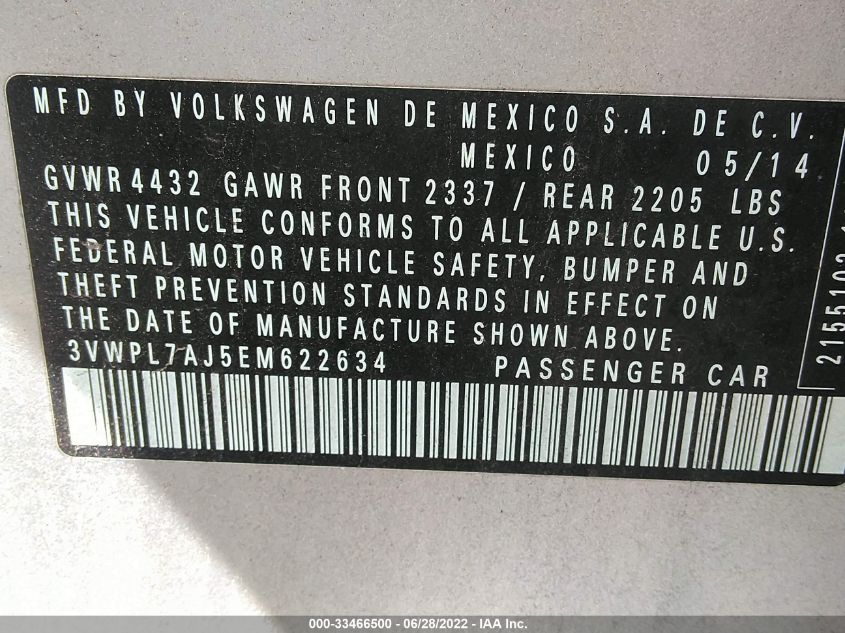 MFD BY VOLKSWAGEN DE MEXICO S.A. DE C.V.
MEXICO 05/14
GVWR 4432 GAWR FRONT 2337 / REAR 2205 LBS
THIS VEHICLE CONFORMS TO ALL APPLICABLE U.S.
FEDERAL MOTOR VEHICLE SAFETY, BUMPER AND
THEFT PREVENTION STANDARDS IN EFFECT ON
THE DATE OF MANUFACTURE SHOWN ABOVE.
3VWPL7AJ5EM622634 PASSENGER CAR
2155102
000-33466500 - 06/28/2022 - IAA Inc.